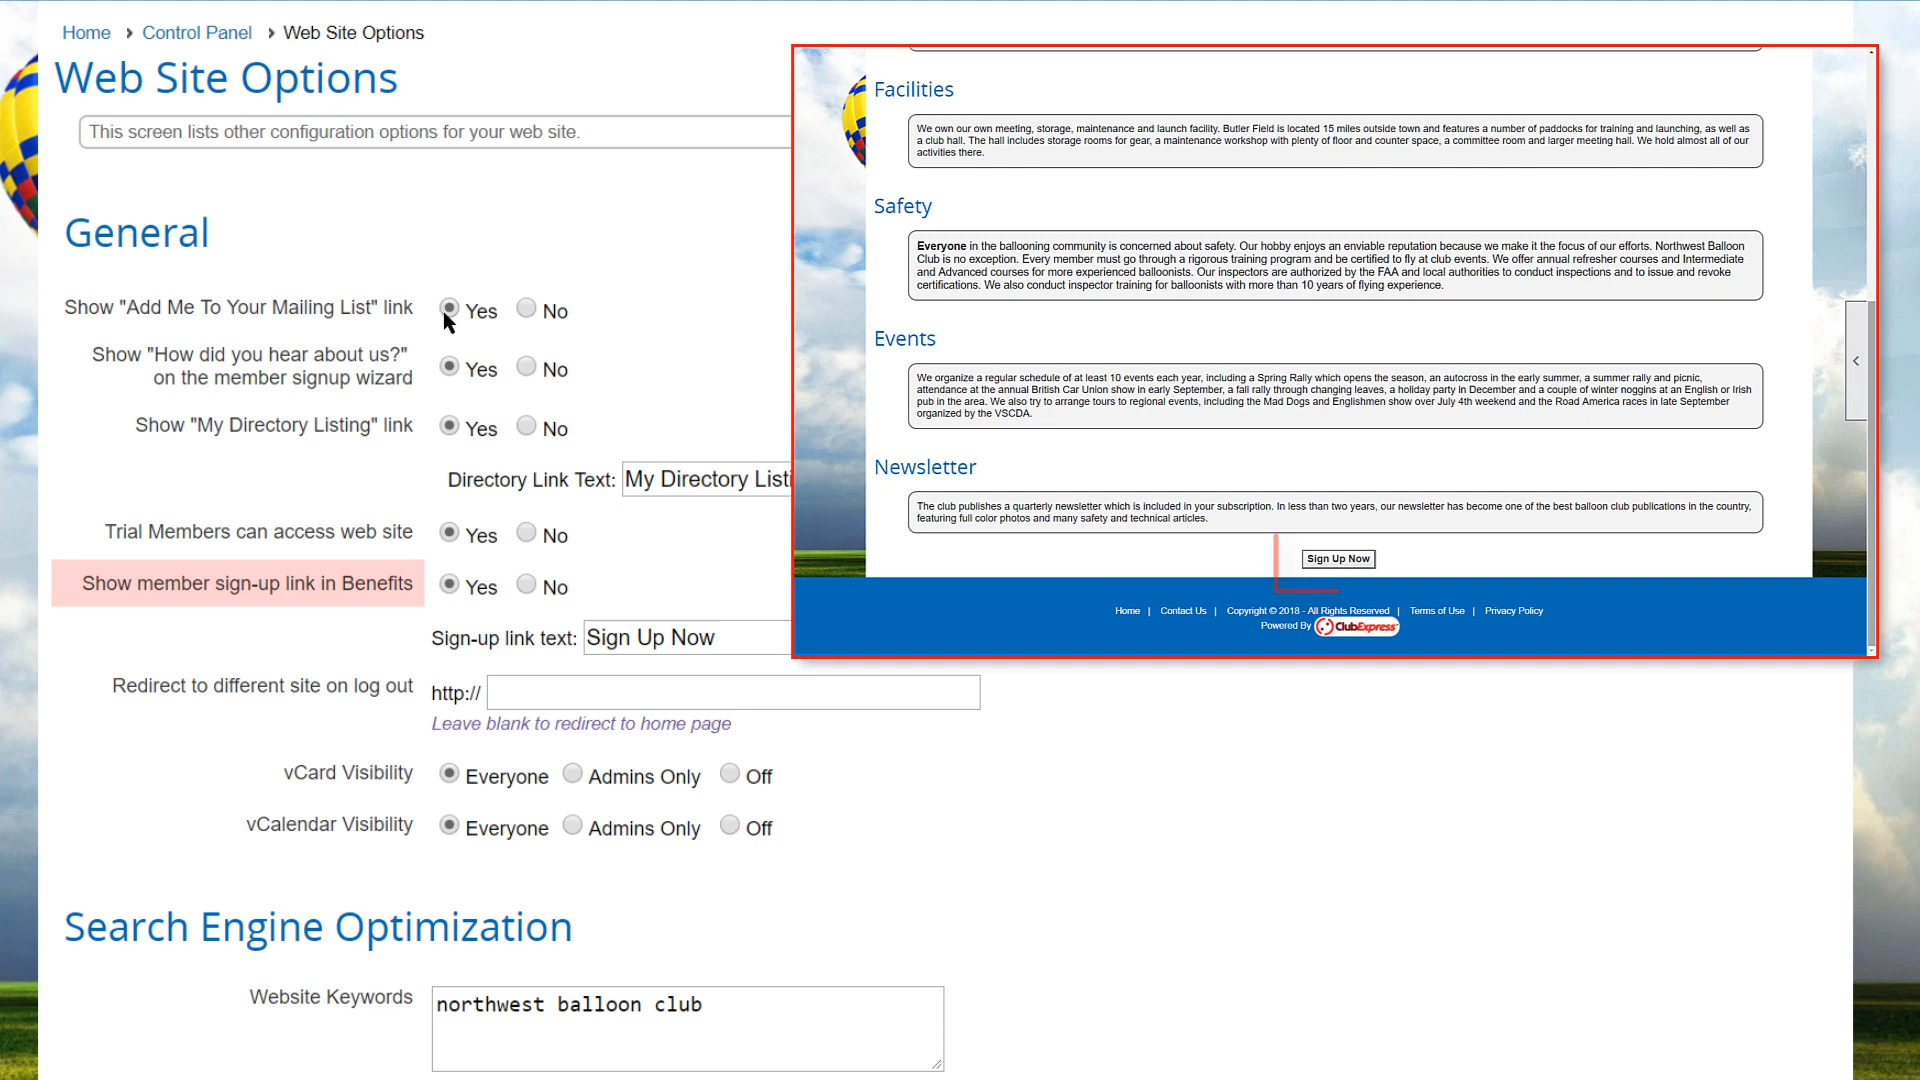 Home › Control Panel › Web Site Options
Web Site Options
This screen lists other configuration options for your web site.
General
Show "Add Me To Your Mailing List" link Yes No
Show "How did you hear about us?"
on the member signup wizard Yes No
Show "My Directory Listing" link Yes No
Directory Link Text: My Directory Listi
Trial Members can access web site Yes No
Show member sign-up link in Benefits Yes No
Sign-up link text: Sign Up Now
Redirect to different site on log out http://
Leave blank to redirect to home page
vCard Visibility Everyone Admins Only Off
vCalendar Visibility Everyone Admins Only Off
Search Engine Optimization
Website Keywords northwest balloon club
Facilities
We own our own meeting, storage, maintenance and launch facility. Butler Field is located 15 miles outside town and features a number of paddocks for training and launching, as well as
a club hall. The hall includes storage rooms for gear, a maintenance workshop with plenty of floor and counter space, a committee room and larger meeting hall. We hold almost all of our
activities there.
Safety
Everyone in the ballooning community is concerned about safety. Our hobby enjoys an enviable reputation because we make it the focus of our efforts. Northwest Balloon
Club is no exception. Every member must go through a rigorous training program and be certified to fly at club events. We offer annual refresher courses and Intermediate
and Advanced courses for more experienced balloonists. Our inspectors are authorized by the FAA and local authorities to conduct inspections and to issue and revoke
certifications. We also conduct inspector training for balloonists with more than 10 years of flying experience.
Events
We organize a regular schedule of at least 10 events each year, including a Spring Rally which opens the season, an autocross in the early summer, a summer rally and picnic,
attendance at the annual British Car Union show in early September, a fall rally through changing leaves, a holiday party in December and a couple of winter noggins at an English or Irish
pub in the area. We also try to arrange tours to regional events, including the Mad Dogs and Englishmen show over July 4th weekend and the Road America races in late September
organized by the VSCDA.
Newsletter
The club publishes a quarterly newsletter which is included in your subscription. In less than two years, our newsletter has become one of the best balloon club publications in the country,
featuring full color photos and many safety and technical articles.
Sign Up Now
Home | Contact Us | Copyright © 2018 - All Rights Reserved | Terms of Use | Privacy Policy
Powered By ClubExpress